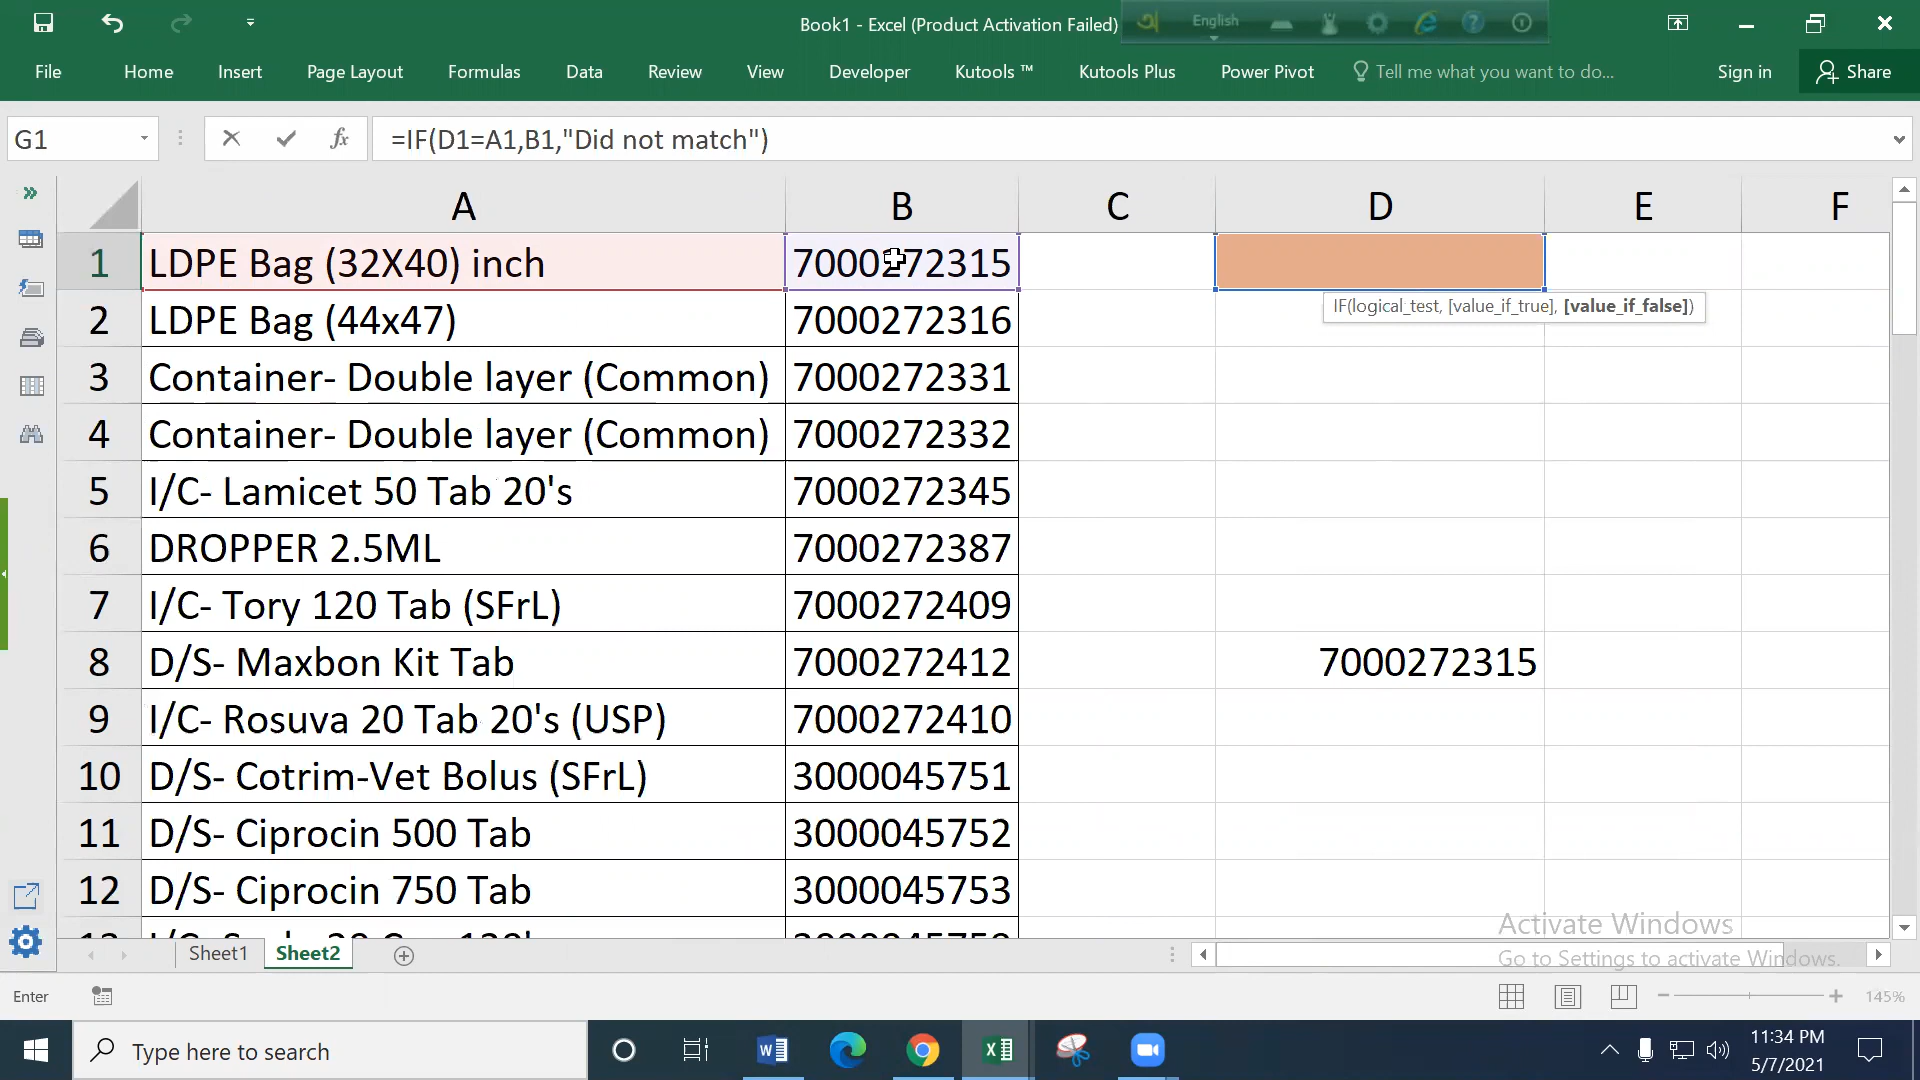 Book1 - Excel (Product Activation Failed)
English
File Home Insert Page Layout Formulas Data Review View Developer Kutools ™ Kutools Plus Power Pivot Tell me what you want to do... Sign in Share
G1 fx =IF(D1=A1,B1,"Did not match")
A B C D E F
1 LDPE Bag (32X40) inch 7000272315
IF(logical_test, [value_if_true], [value_if_false])
2 LDPE Bag (44x47) 7000272316
3 Container- Double layer (Common) 7000272331
4 Container- Double layer (Common) 7000272332
5 I/C- Lamicet 50 Tab 20's 7000272345
6 DROPPER 2.5ML 7000272387
7 I/C- Tory 120 Tab (SFrL) 7000272409
8 D/S- Maxbon Kit Tab 7000272412 7000272315
9 I/C- Rosuva 20 Tab 20's (USP) 7000272410
10 D/S- Cotrim-Vet Bolus (SFrL) 3000045751
11 D/S- Ciprocin 500 Tab 3000045752
12 D/S- Ciprocin 750 Tab 3000045753
Activate Windows
Go to Settings to activate Windows.
Sheet1 Sheet2
Enter 145%
Type here to search
11:34 PM
5/7/2021